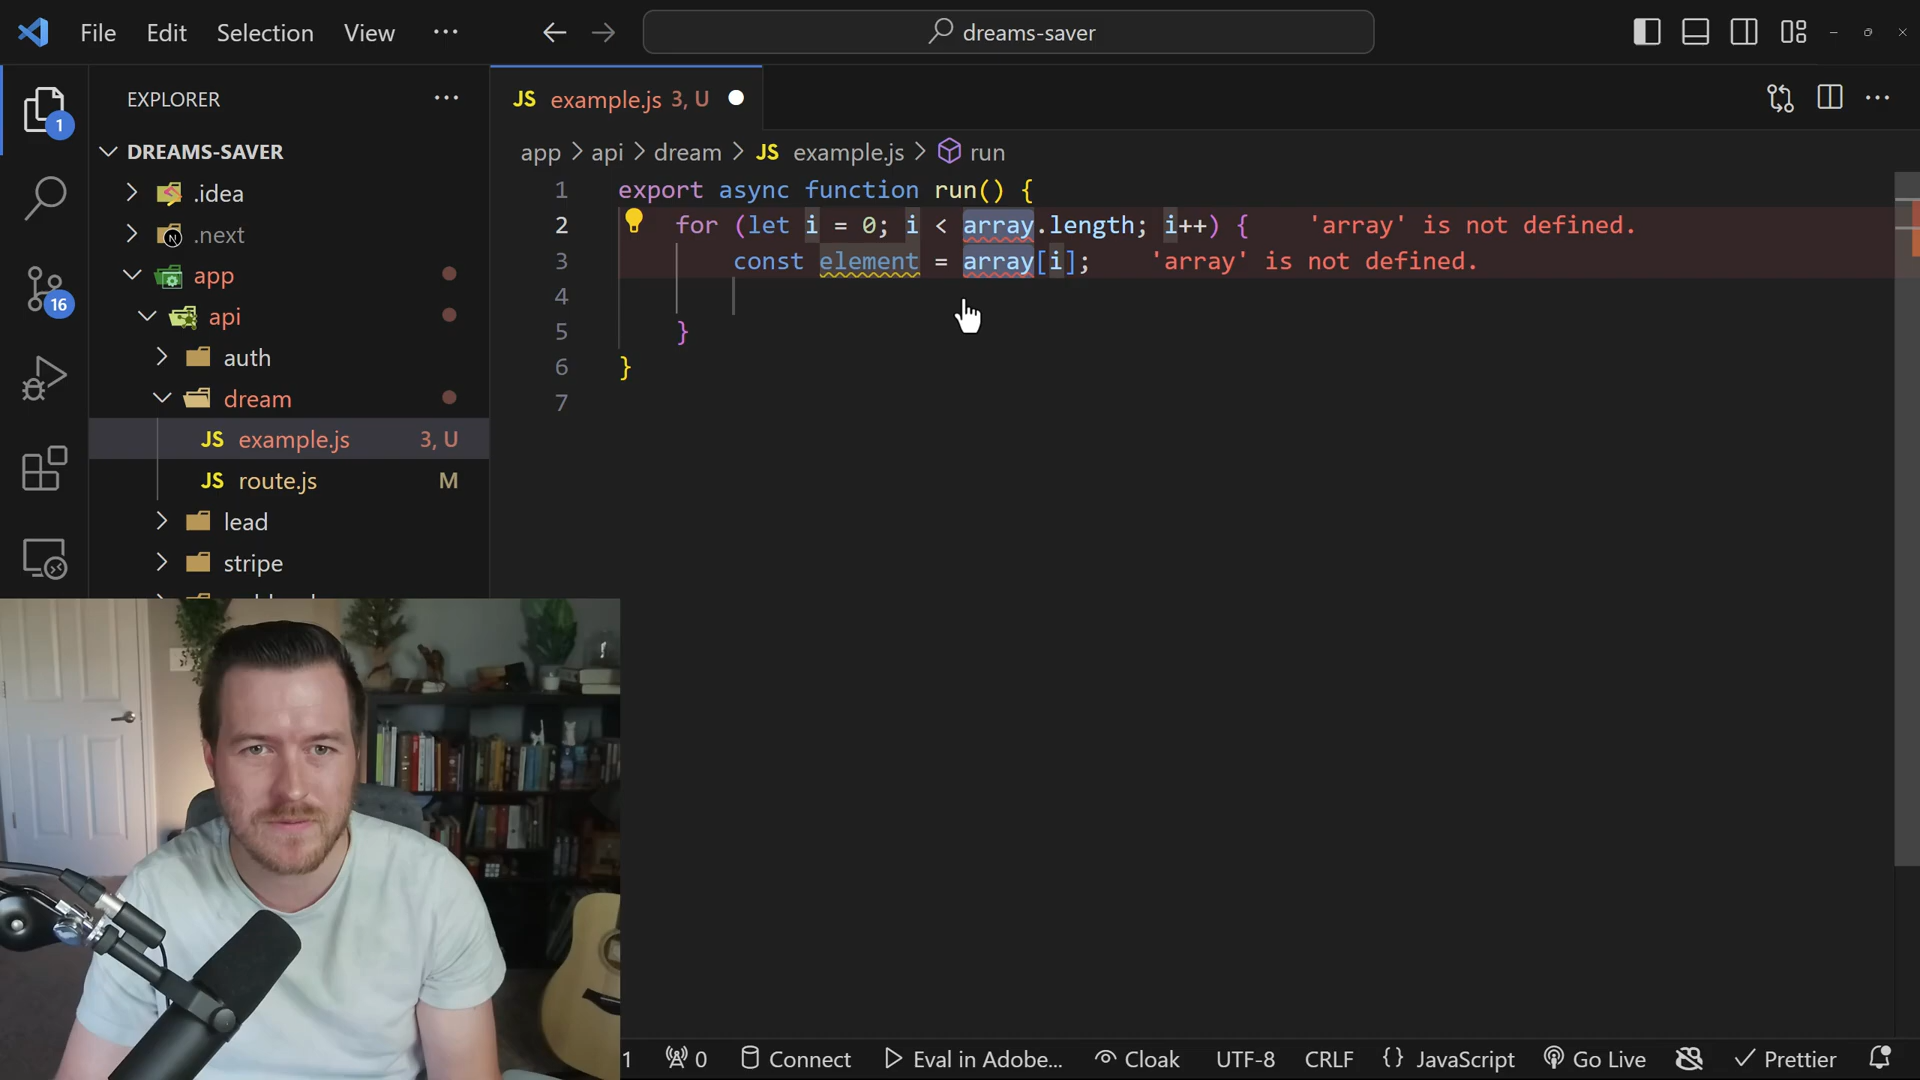 File Edit Selection View ··· dreams-saver
EXPLORER
1
DREAMS-SAVER
.idea
.next
app
api
auth
dream
JS example.js 3, U
JS route.js M
lead
stripe
16
JS example.js 3, U
app > api > dream > JS example.js > run
1 export async function run() {
2 for (let i = 0; i < array.length; i++) { 'array' is not defined.
3 const element = array[i]; 'array' is not defined.
4
5 }
6 }
7
1 0 Connect Eval in Adobe... Cloak UTF-8 CRLF {} JavaScript Go Live Prettier